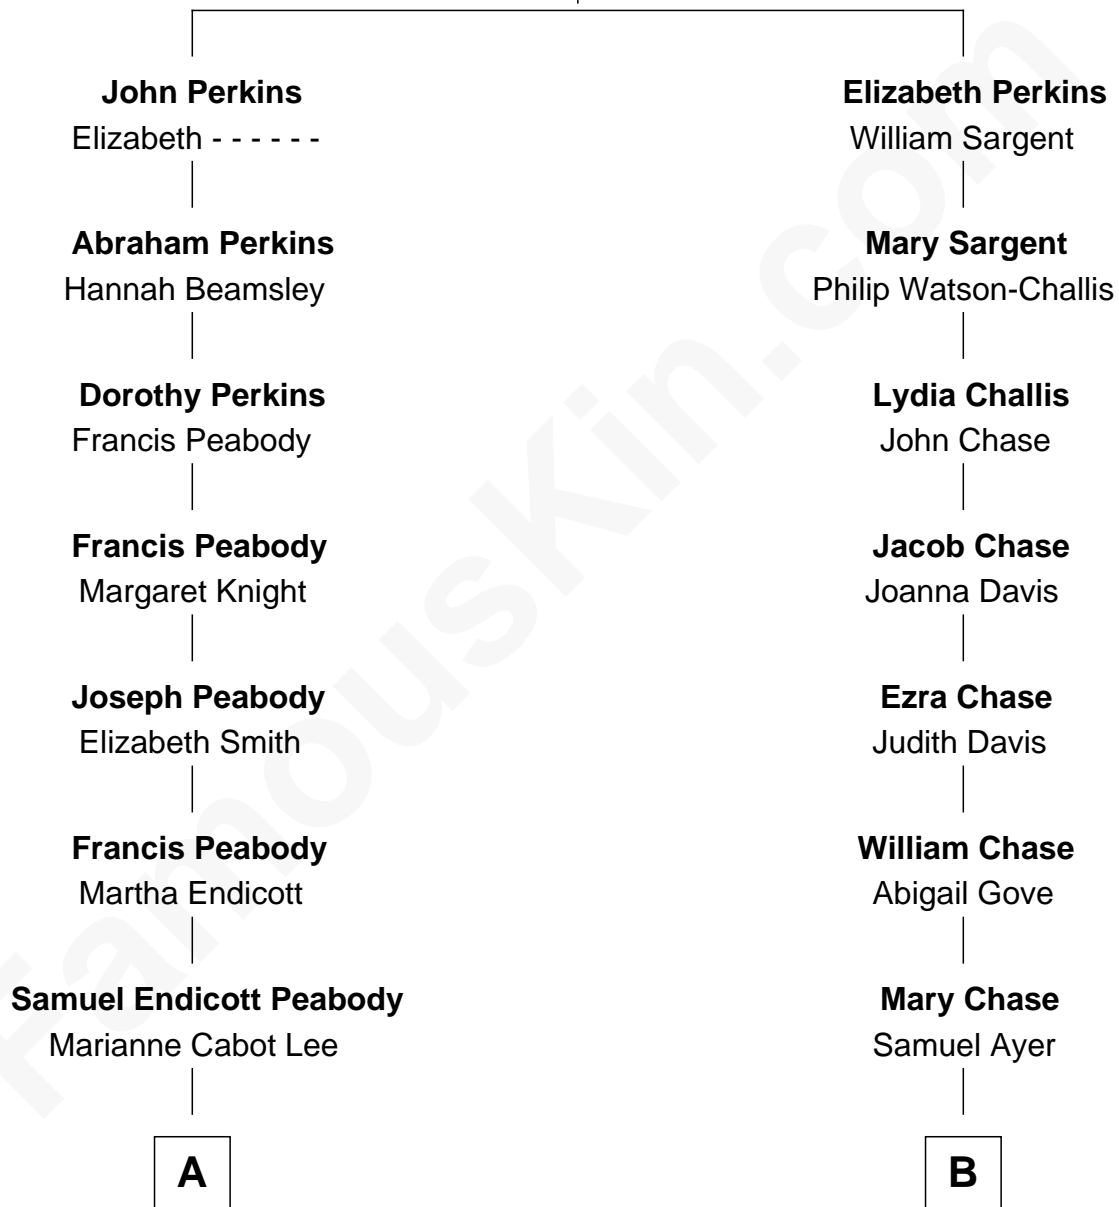 John Perkins
Elizabeth - - - - - -
Abraham Perkins
Hannah Beamsley
Dorothy Perkins
Francis Peabody
Francis Peabody
Margaret Knight
Joseph Peabody
Elizabeth Smith
Francis Peabody
Martha Endicott
Samuel Endicott Peabody
Marianne Cabot Lee
A
Elizabeth Perkins
William Sargent
Mary Sargent
Philip Watson-Challis
Lydia Challis
John Chase
Jacob Chase
Joanna Davis
Ezra Chase
Judith Davis
William Chase
Abigail Gove
Mary Chase
Samuel Ayer
B
FamousKin.com